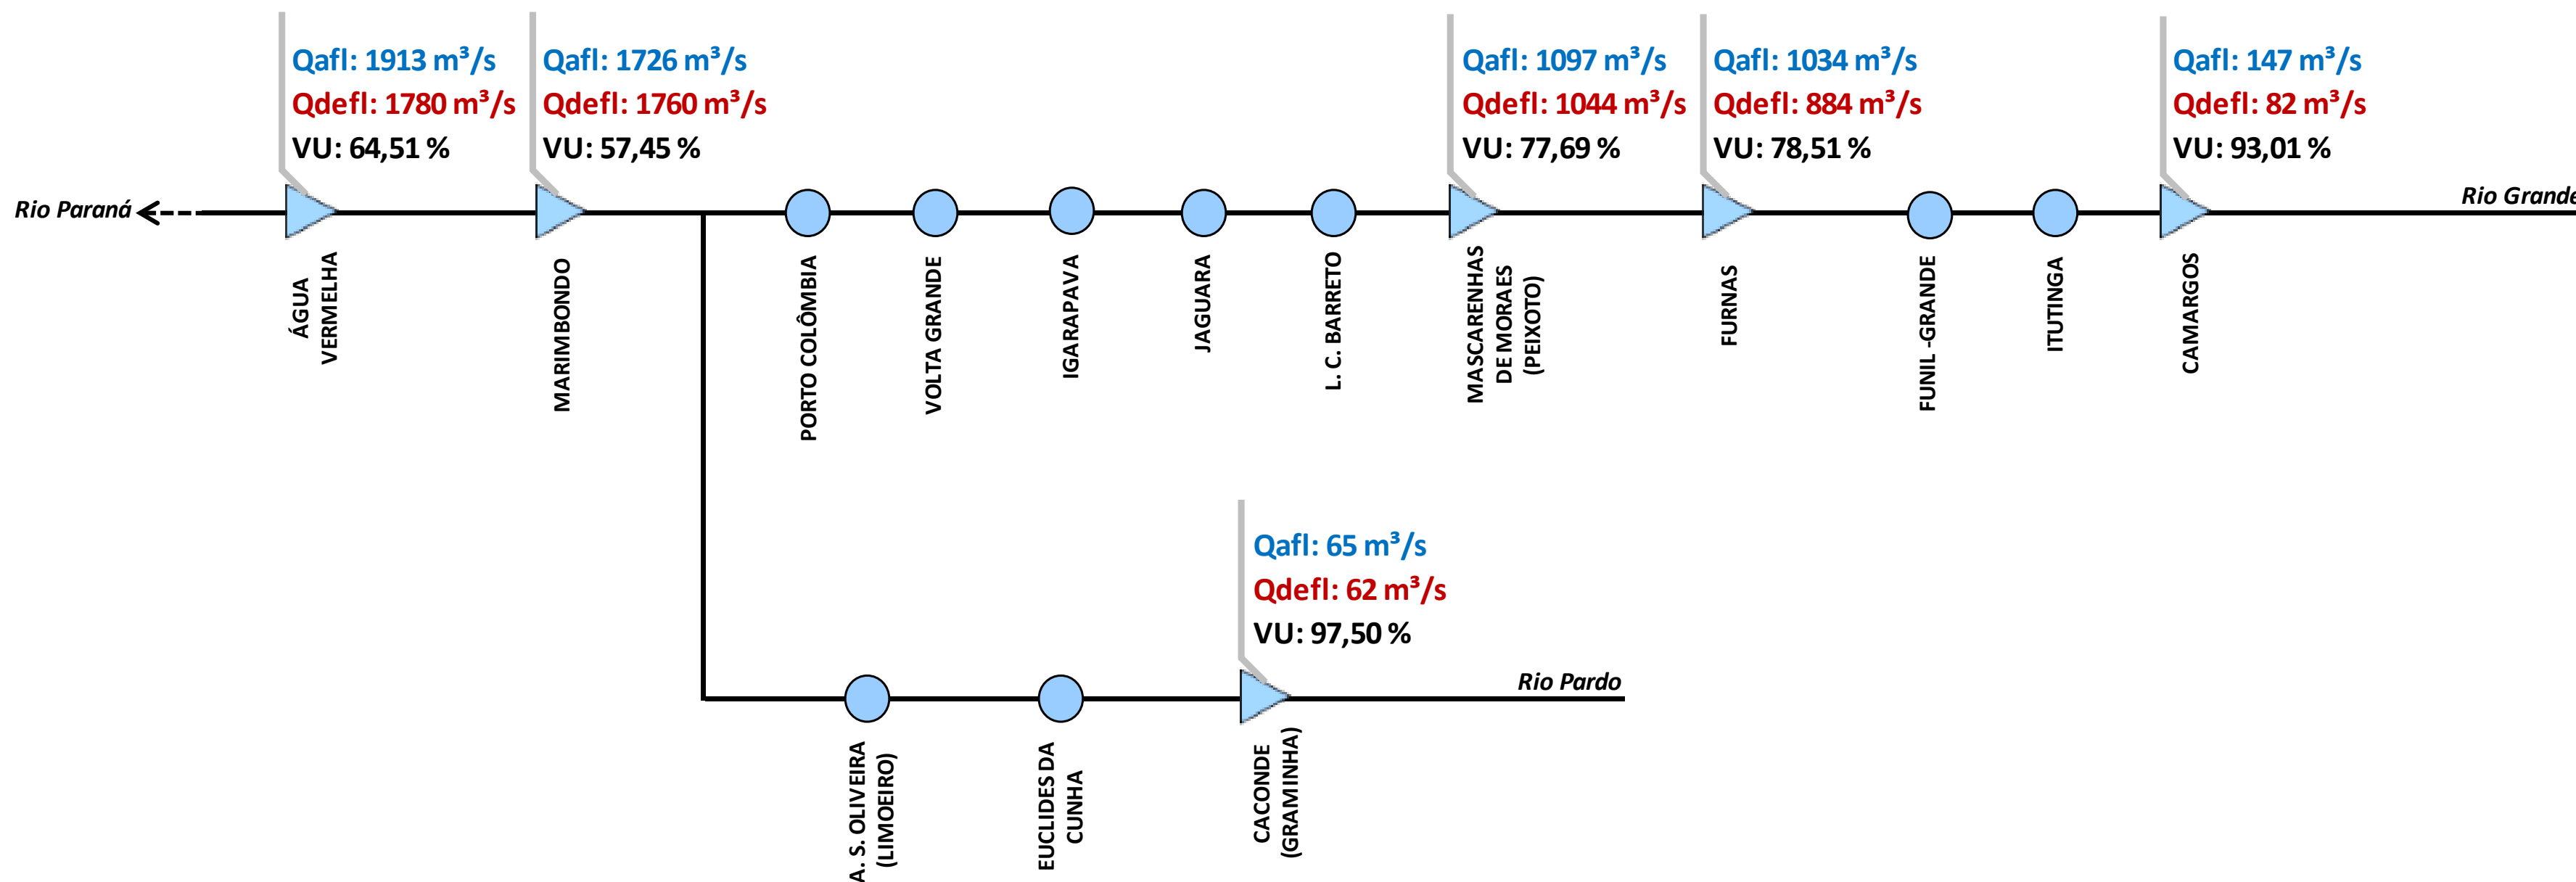 Qafl: 1913 m³/s
Qdefl: 1780 m³/s
VU: 64,51 %
Qafl: 1726 m³/s
Qdefl: 1760 m³/s
VU: 57,45 %
Qafl: 1097 m³/s
Qdefl: 1044 m³/s
VU: 77,69 %
Qafl: 1034 m³/s
Qdefl: 884 m³/s
VU: 78,51 %
Qafl: 147 m³/s
Qdefl: 82 m³/s
VU: 93,01 %
Rio Paraná
Rio Grande
ÁGUA
VERMELHA
MARIMBONDO
PORTO COLÔMBIA
VOLTA GRANDE
IGARAPAVA
JAGUARA
L. C. BARRETO
MASCARENHAS
DE MORAES
(PEIXOTO)
FURNAS
FUNIL -GRANDE
ITUTINGA
CAMARGOS
Qafl: 65 m³/s
Qdefl: 62 m³/s
VU: 97,50 %
Rio Pardo
A. S. OLIVEIRA
(LIMOEIRO)
EUCLIDES DA
CUNHA
CACONDE
(GRAMINHA)